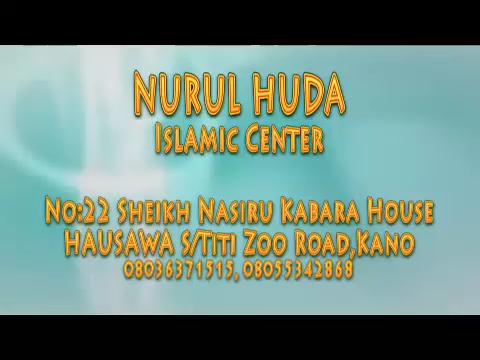 NURUL HUDA
ISLAMIC CENTER
NO:22 SHEIKH NASIRU KABARA HOUSE
HAUSAWA S/TITI ZOO ROAD,KANO
08036371515, 08055342868